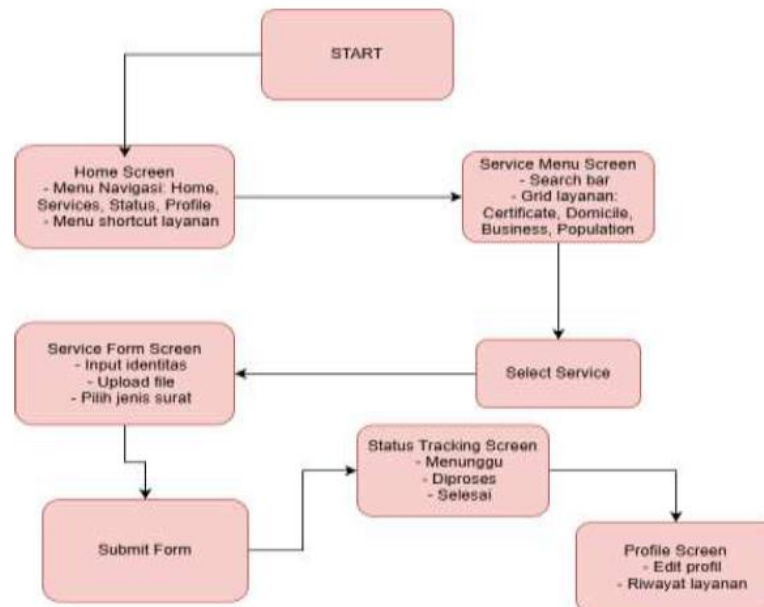 START
Home Screen
- Menu Navigasi: Home,
Services, Status, Profile
- Menu shortcut layanan
Service Menu Screen
- Search bar
- Grid layanan:
Certificate, Domicile,
Business, Population
Select Service
Service Form Screen
- Input identitas
- Upload file
- Pilih jenis surat
Submit Form
Status Tracking Screen
- Menunggu
- Diproses
- Selesai
Profile Screen
- Edit profil
- Riwayat layanan